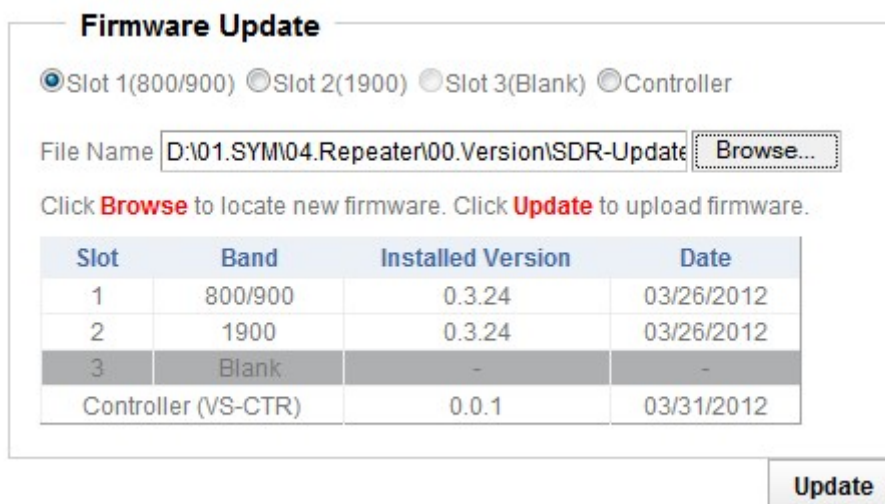 Firmware Update
Slot 1(800/900) Slot 2(1900) Slot 3(Blank) Controller
File Name D:\01.SYM\04.Repeater\00.Version\SDR-Update Browse...
Click Browse to locate new firmware. Click Update to upload firmware.
Slot Band Installed Version Date
1 800/900 0.3.24 03/26/2012
2 1900 0.3.24 03/26/2012
3 Blank - -
Controller (VS-CTR) 0.0.1 03/31/2012
Update